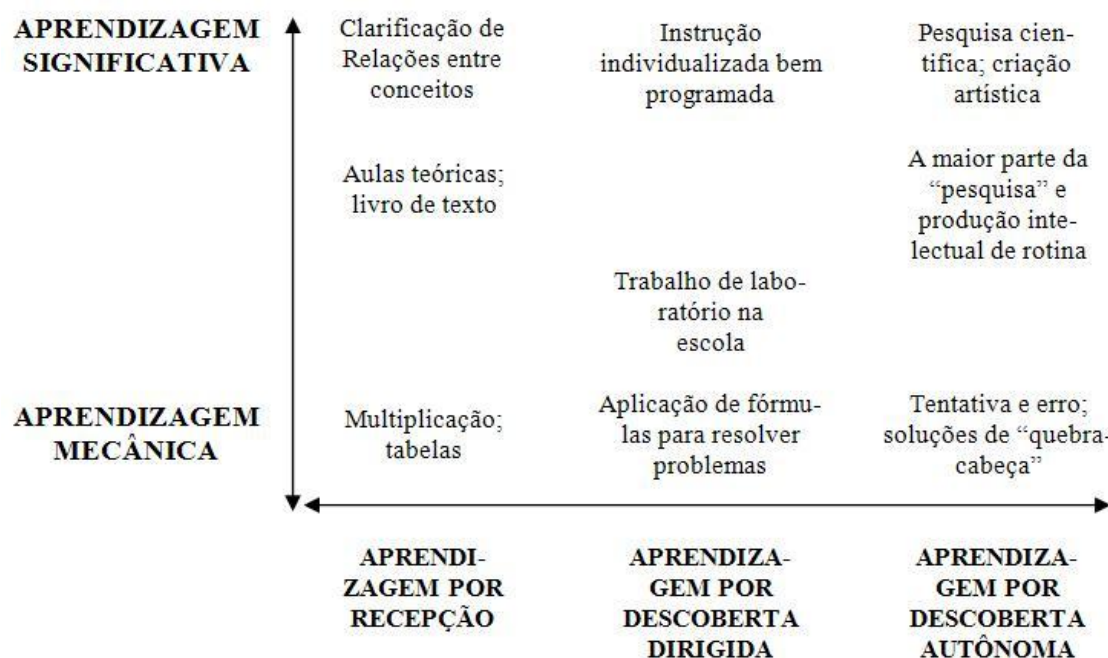 APRENDIZAGEM
SIGNIFICATIVA
Clarificação de
Relações entre
conceitos
Instrução
individualizada bem
programada
Pesquisa cien-
tifica; criação
artística
Aulas teóricas;
livro de texto
A maior parte da
“pesquisa” e
produção inte-
lectual de rotina
Trabalho de labo-
ratório na
escola
APRENDIZAGEM
MECÂNICA
Multiplicação;
tabelas
Aplicação de fórmu-
las para resolver
problemas
Tentativa e erro;
soluções de “quebra-
cabeça”
APRENDI-
ZAGEM POR
RECEPÇÃO
APRENDIZA-
GEM POR
DESCOBERTA
DIRIGIDA
APRENDIZA-
GEM POR
DESCOBERTA
AUTÔNOMA